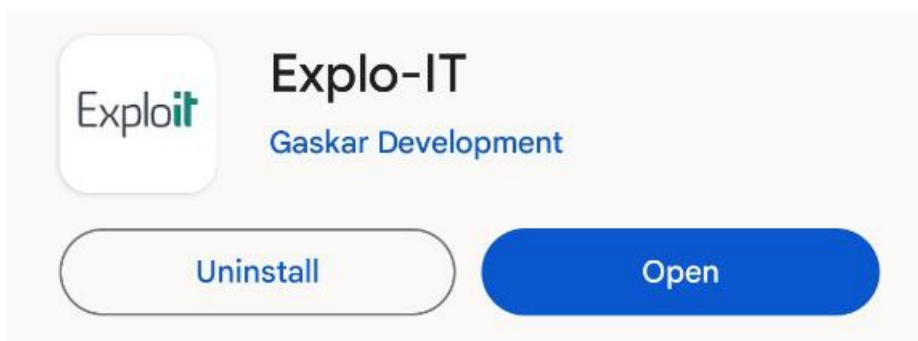 Exploit
Explo-IT
Gaskar Development
Uninstall
Open